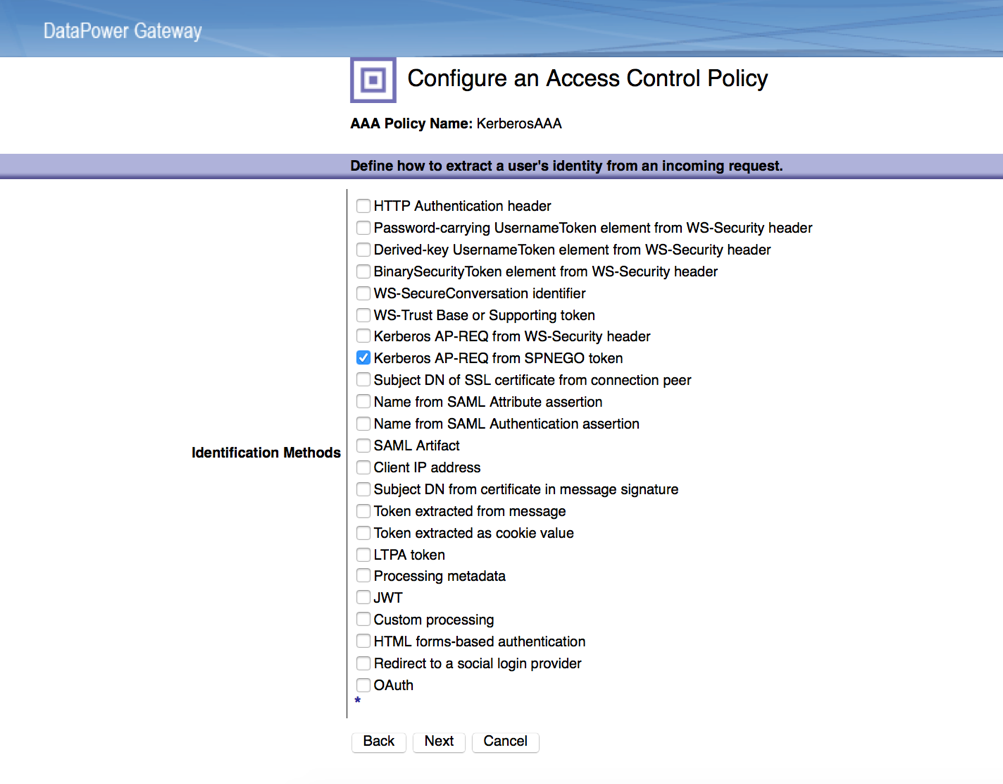 DataPower Gateway
Configure an Access Control Policy
AAA Policy Name: KerberosAAA
Define how to extract a user's identity from an incoming request.
HTTP Authentication header
Password-carrying UsernameToken element from WS-Security header
Derived-key UsernameToken element from WS-Security header
BinarySecurityToken element from WS-Security header
WS-SecureConversation identifier
WS-Trust Base or Supporting token
Kerberos AP-REQ from WS-Security header
Kerberos AP-REQ from SPNEGO token
Subject DN of SSL certificate from connection peer
Name from SAML Attribute assertion
Name from SAML Authentication assertion
Identification Methods
SAML Artifact
Client IP address
Subject DN from certificate in message signature
Token extracted from message
Token extracted as cookie value
LTPA token
Processing metadata
JWT
Custom processing
HTML forms-based authentication
Redirect to a social login provider
OAuth
*
Back Next Cancel